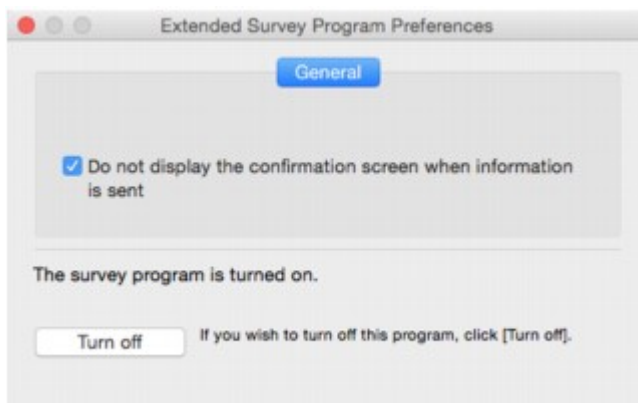 Extended Survey Program Preferences
General
Do not display the confirmation screen when information
is sent
The survey program is turned on.
Turn off
If you wish to turn off this program, click [Turn off].